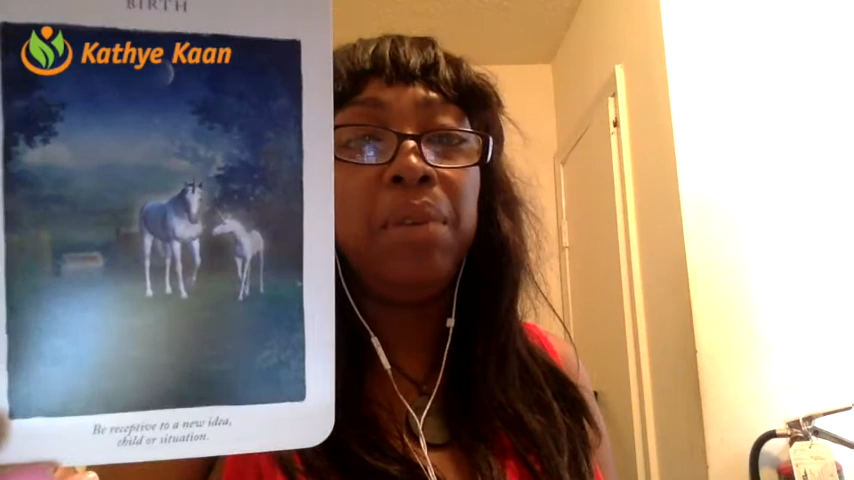 BIRTH
Kathye Kaan
Be receptive to a new idea,
child or situation.